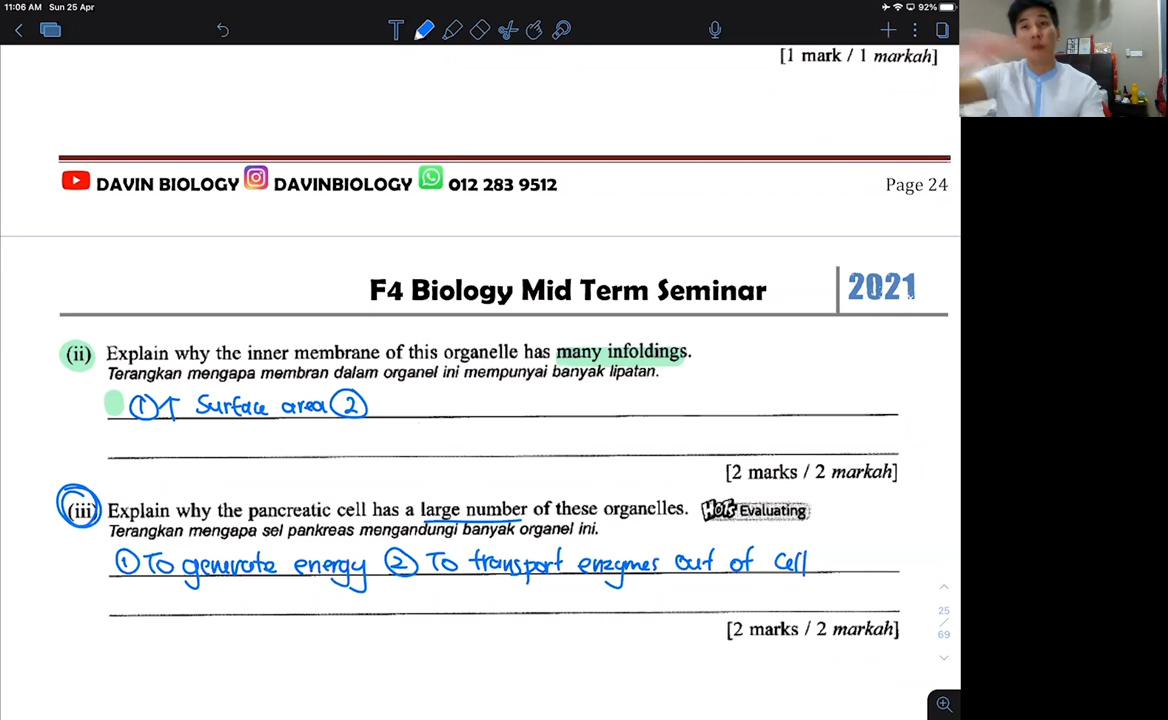 11:06 AM Sun 25 Apr
92%
[1 mark / 1 markah]
DAVIN BIOLOGY DAVINBIOLOGY 012 283 9512
Page 24
F4 Biology Mid Term Seminar 2021
(ii) Explain why the inner membrane of this organelle has many infoldings.
Terangkan mengapa membran dalam organel ini mempunyai banyak lipatan.
① ↑ Surface area ②
[2 marks / 2 markah]
(iii) Explain why the pancreatic cell has a large number of these organelles. HOTS Evaluating
Terangkan mengapa sel pankreas mengandungi banyak organel ini.
① To generate energy ② To transport enzymes out of cell
25
/
69
[2 marks / 2 markah]